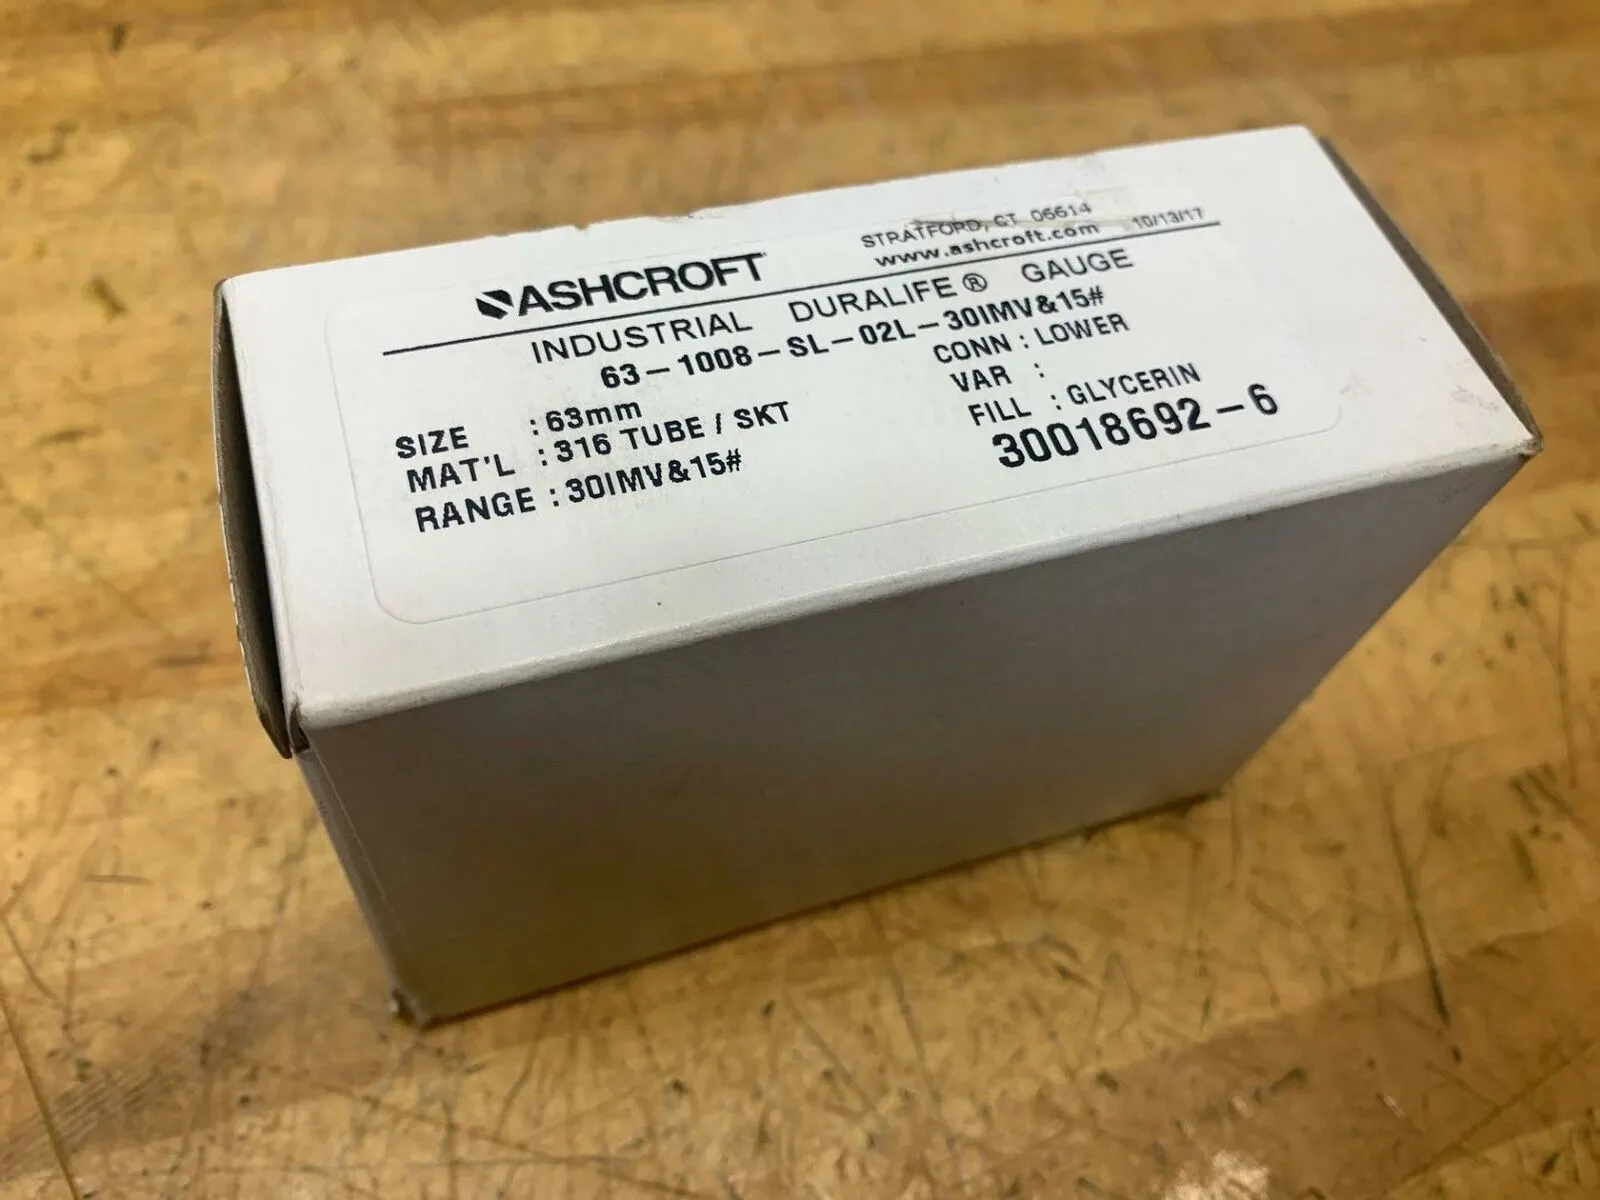 ASHCROFT
STRATFORD, CT 06614
www.ashcroft.com 10/13/17
INDUSTRIAL DURALIFE® GAUGE
63-1008-SL-02L-30IMV&15#
SIZE : 63mm
MAT'L : 316 TUBE / SKT
RANGE : 30IMV&15#
CONN : LOWER
VAR :
FILL : GLYCERIN
30018692-6